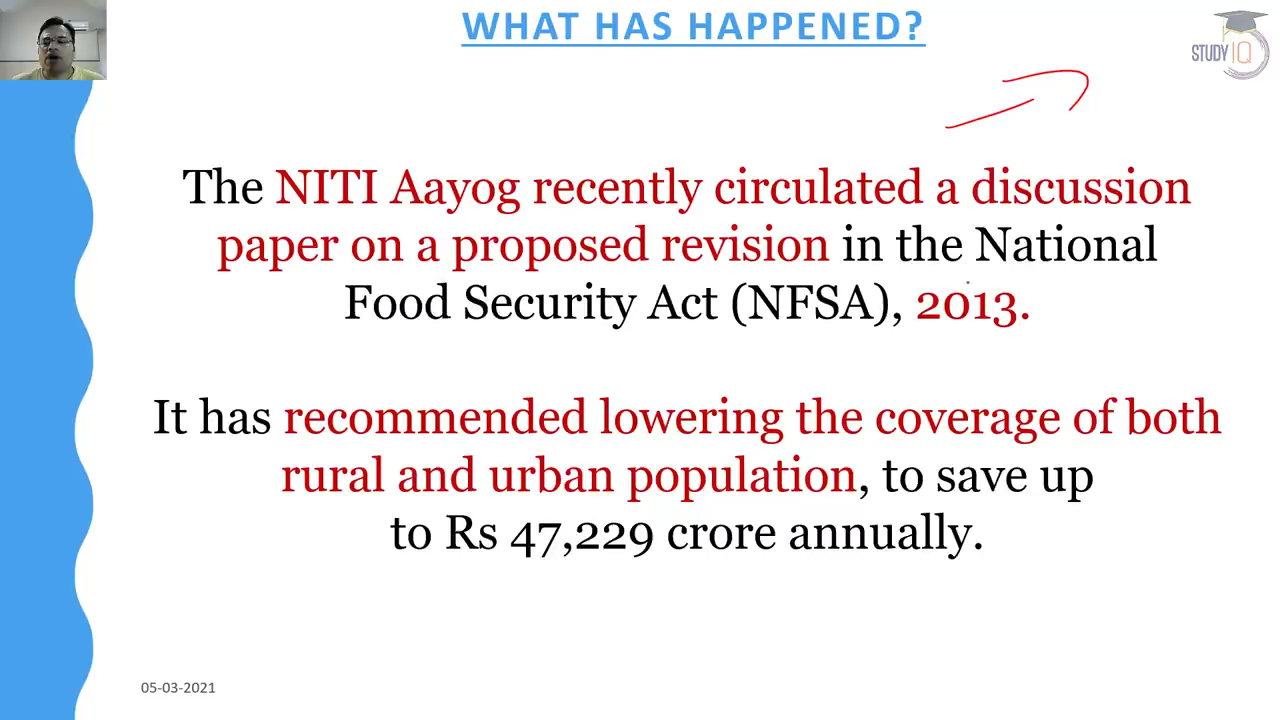 WHAT HAS HAPPENED?
STUDY IQ
The NITI Aayog recently circulated a discussion
paper on a proposed revision in the National
Food Security Act (NFSA), 2013.
It has recommended lowering the coverage of both
rural and urban population, to save up
to Rs 47,229 crore annually.
05-03-2021